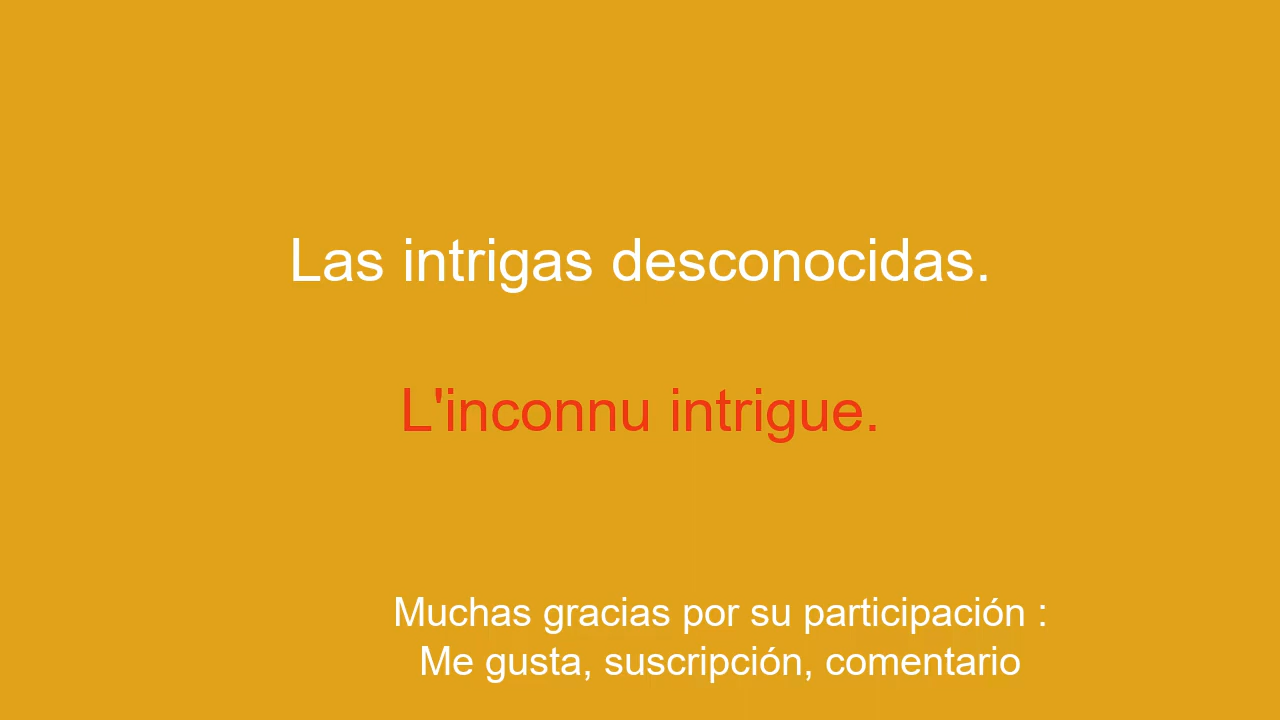 Las intrigas desconocidas.
L'inconnu intrigue.
Muchas gracias por su participación :
Me gusta, suscripción, comentario